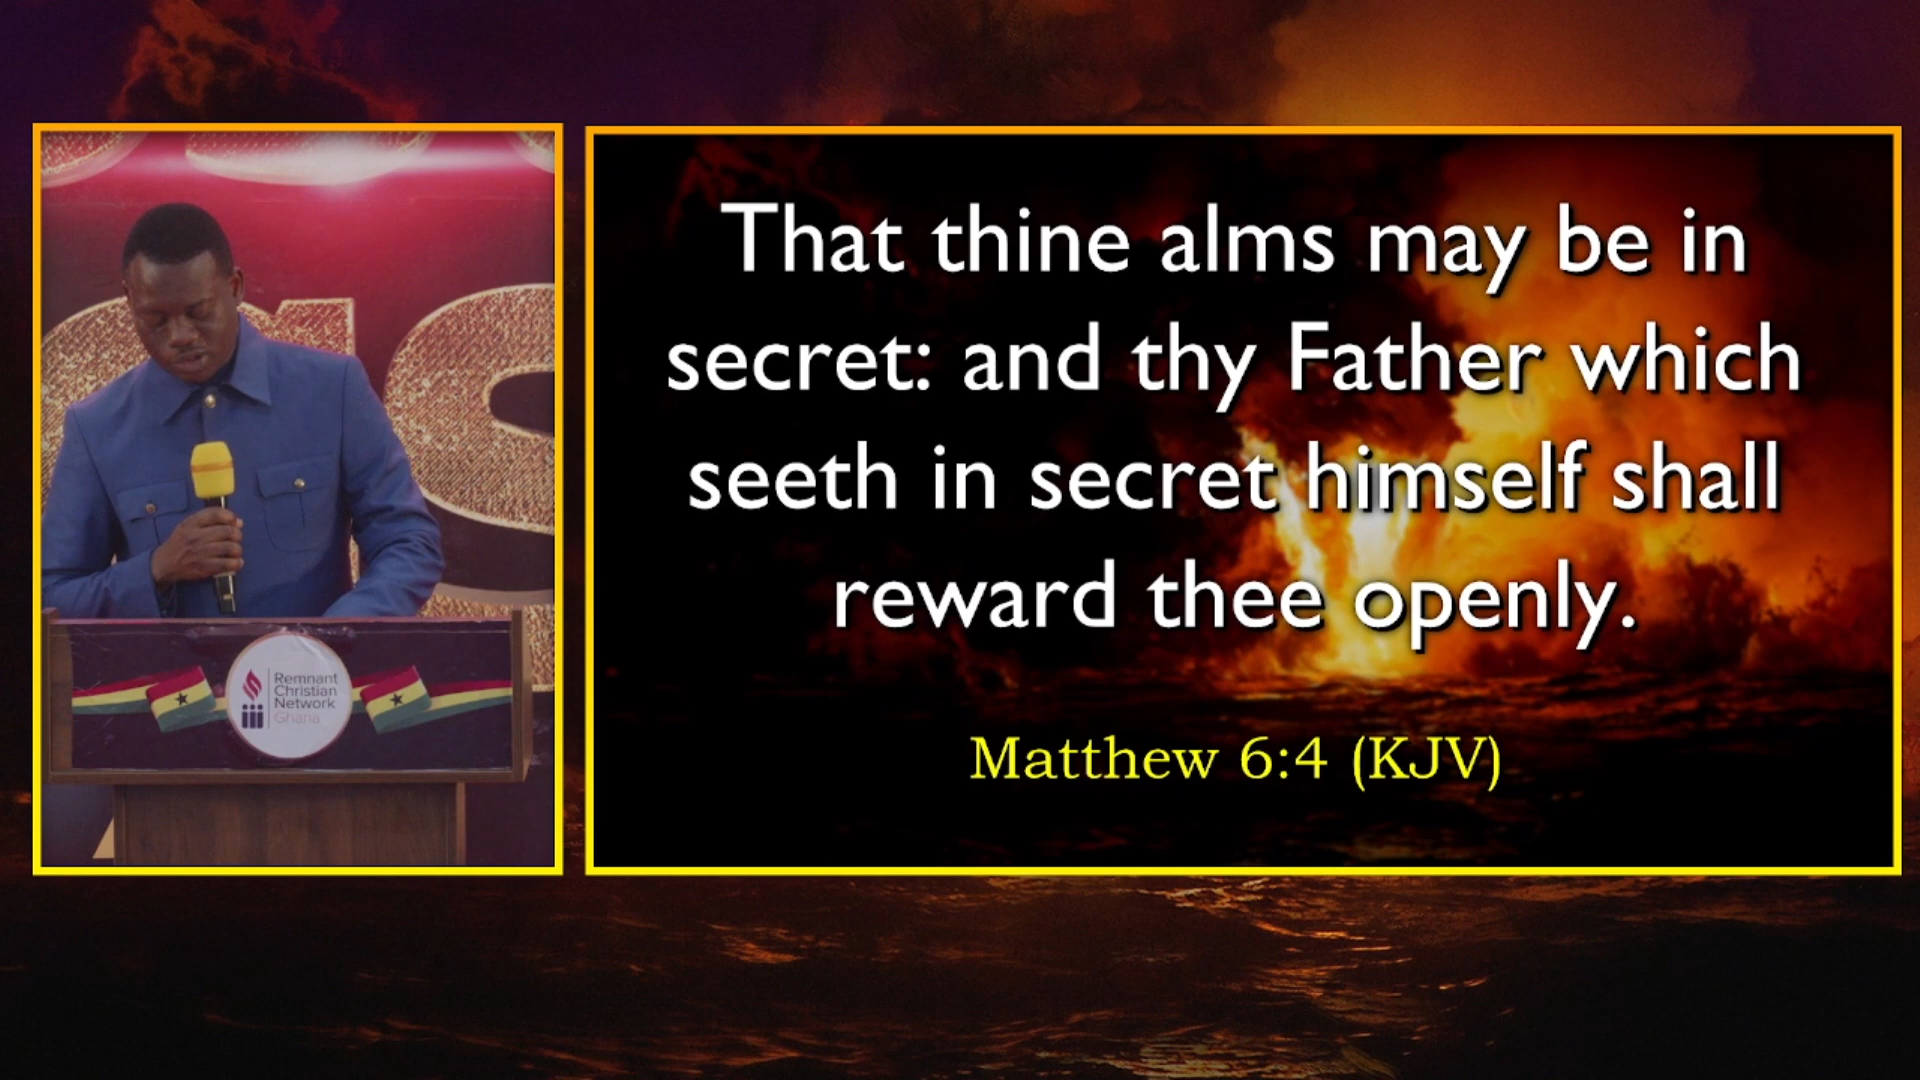 Remnant
Christian
Network
Ghana
That thine alms may be in
secret: and thy Father which
seeth in secret himself shall
reward thee openly.
Matthew 6:4 (KJV)